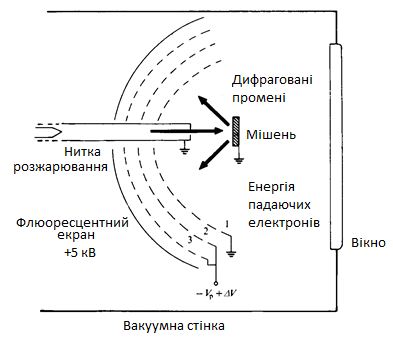 Дифраговані
промені
Мішень
Нитка
розжарювання
Енергія
падаючих
електронів
Флюоресцентний
екран
+5 кВ
1
2
3
Вікно
– Vp + ΔV
Вакуумна стінка